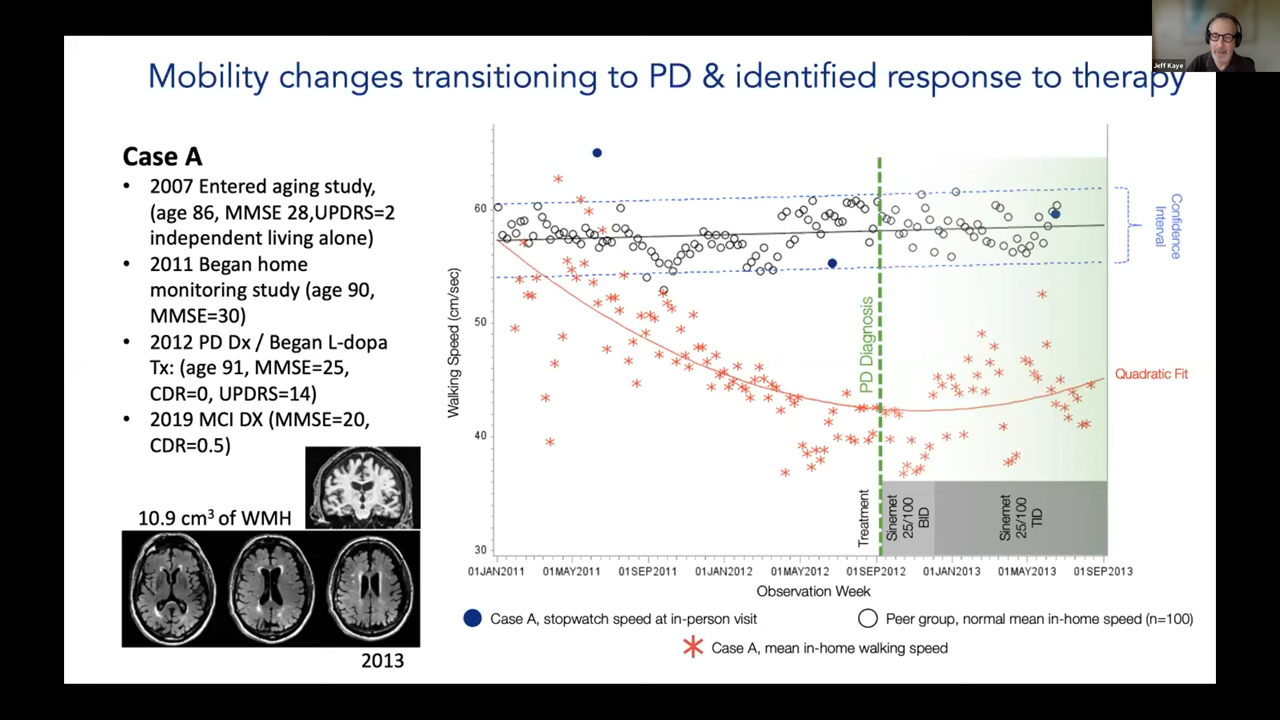 Jeff Kaye
Mobility changes transitioning to PD & identified response to therapy
Case A
• 2007 Entered aging study,
(age 86, MMSE 28,UPDRS=2
independent living alone)
• 2011 Began home
monitoring study (age 90,
MMSE=30)
• 2012 PD Dx / Began L-dopa
Tx: (age 91, MMSE=25,
CDR=0, UPDRS=14)
• 2019 MCI DX (MMSE=20,
CDR=0.5)
10.9 cm³ of WMH
2013
Walking Speed (cm/sec)
60
50
40
30
PD Diagnosis
Confidence
Interval
Quadratic Fit
Treatment
Sinemet
25/100
BID
Sinemet
25/100
TID
01JAN2011 01MAY2011 01SEP2011 01JAN2012 01MAY2012 01SEP2012 01JAN2013 01MAY2013 01SEP2013
Observation Week
Case A, stopwatch speed at in-person visit
Peer group, normal mean in-home speed (n=100)
Case A, mean in-home walking speed